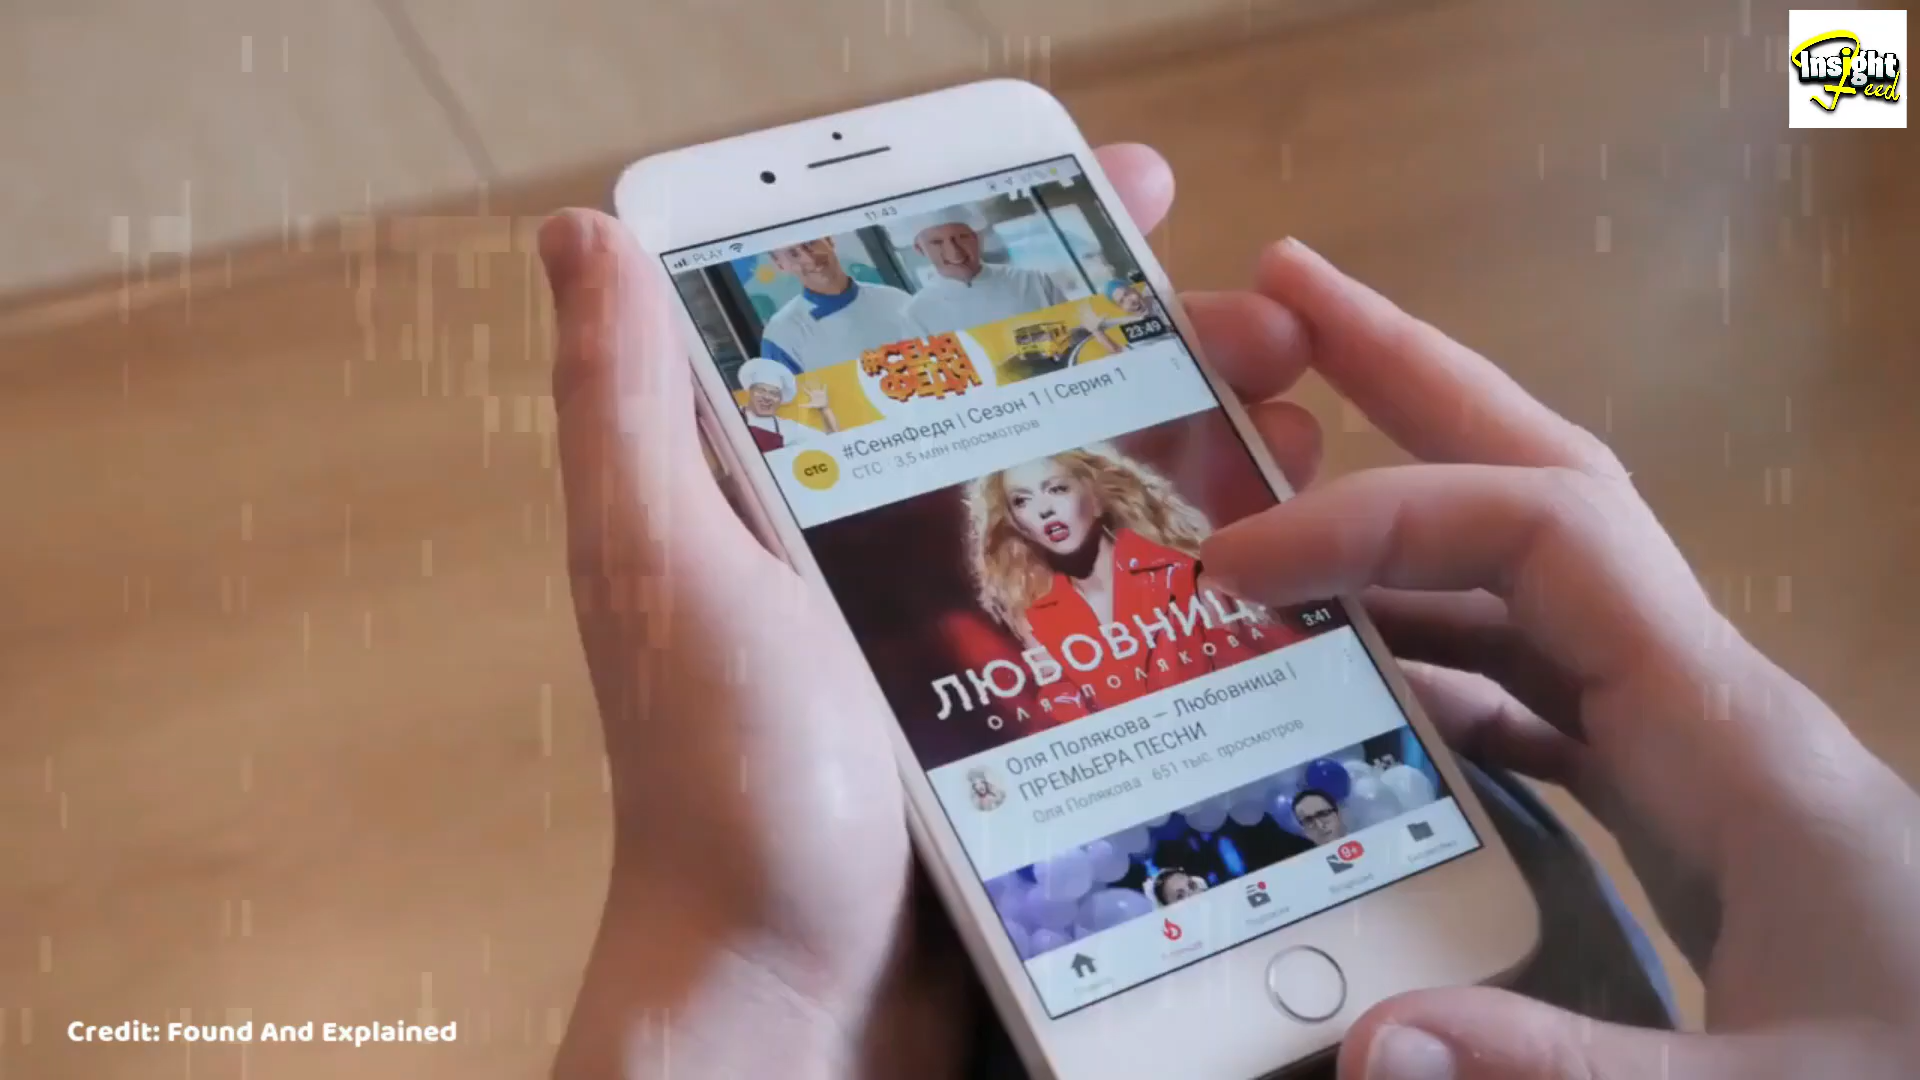 Insight
Feed
PLAY
11:43
#СЕНЯ
ФЕДЯ
23:49
#СеняФедя | Сезон 1 | Серия 1
СТС
СТС · 3,5 млн просмотров
ЛЮБОВНИЦ
ОЛЯ ПОЛЯКОВА
3:41
Оля Полякова – Любовница |
ПРЕМЬЕРА ПЕСНИ
Оля Полякова · 651 тыс. просмотров
9+
Credit: Found And Explained